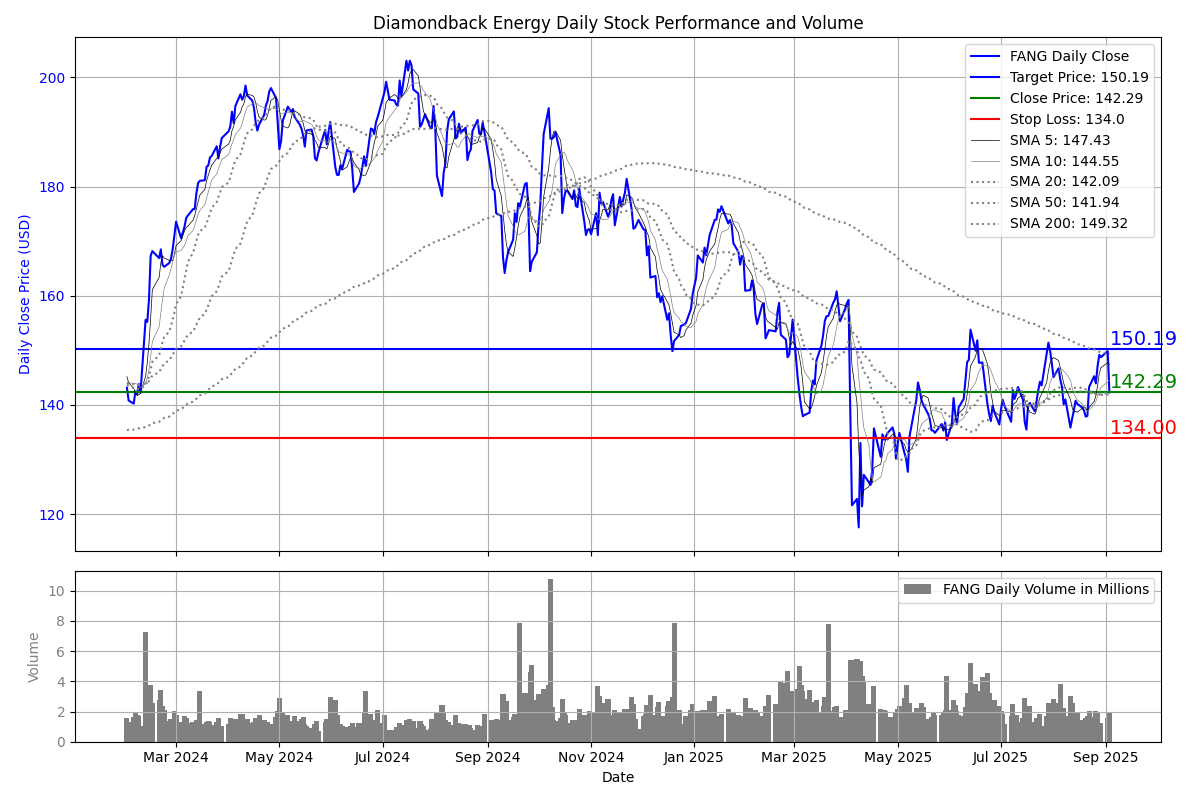 Diamondback Energy Daily Stock Performance and Volume
Daily Close Price (USD)
200
180
160
140
120
FANG Daily Close
Target Price: 150.19
Close Price: 142.29
Stop Loss: 134.0
SMA 5: 147.43
SMA 10: 144.55
SMA 20: 142.09
SMA 50: 141.94
SMA 200: 149.32
150.19
142.29
134.00
Volume
10
8
6
4
2
0
FANG Daily Volume in Millions
Mar 2024 May 2024 Jul 2024 Sep 2024 Nov 2024 Jan 2025 Mar 2025 May 2025 Jul 2025 Sep 2025
Date